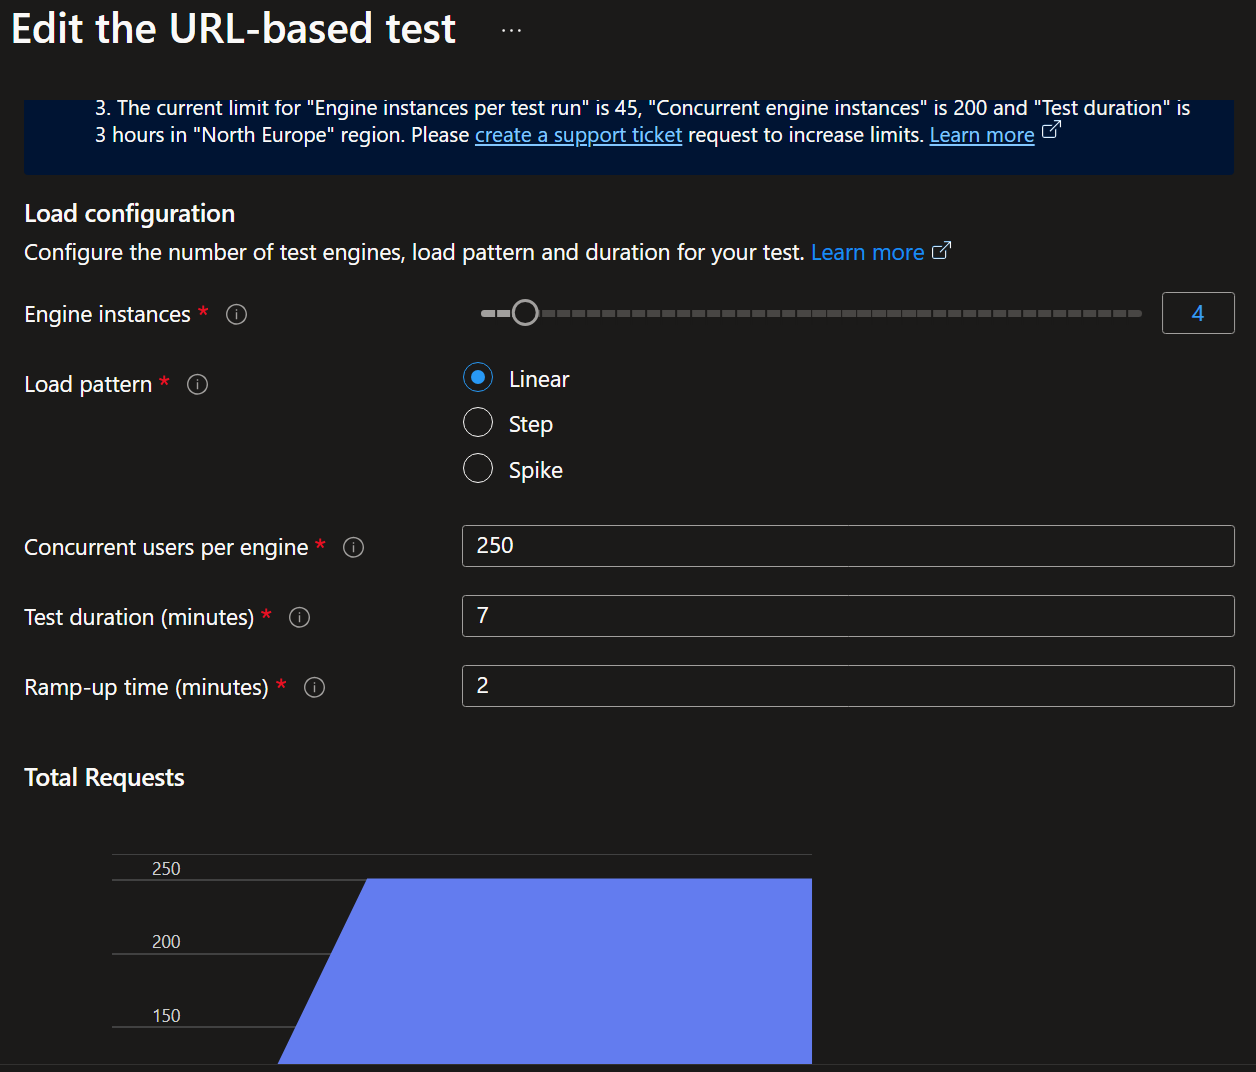 Edit the URL-based test ...
3. The current limit for "Engine instances per test run" is 45, "Concurrent engine instances" is 200 and "Test duration" is
3 hours in "North Europe" region. Please create a support ticket request to increase limits. Learn more
Load configuration
Configure the number of test engines, load pattern and duration for your test. Learn more
Engine instances * 4
Load pattern * Linear
Step
Spike
Concurrent users per engine * 250
Test duration (minutes) * 7
Ramp-up time (minutes) * 2
Total Requests
250
200
150